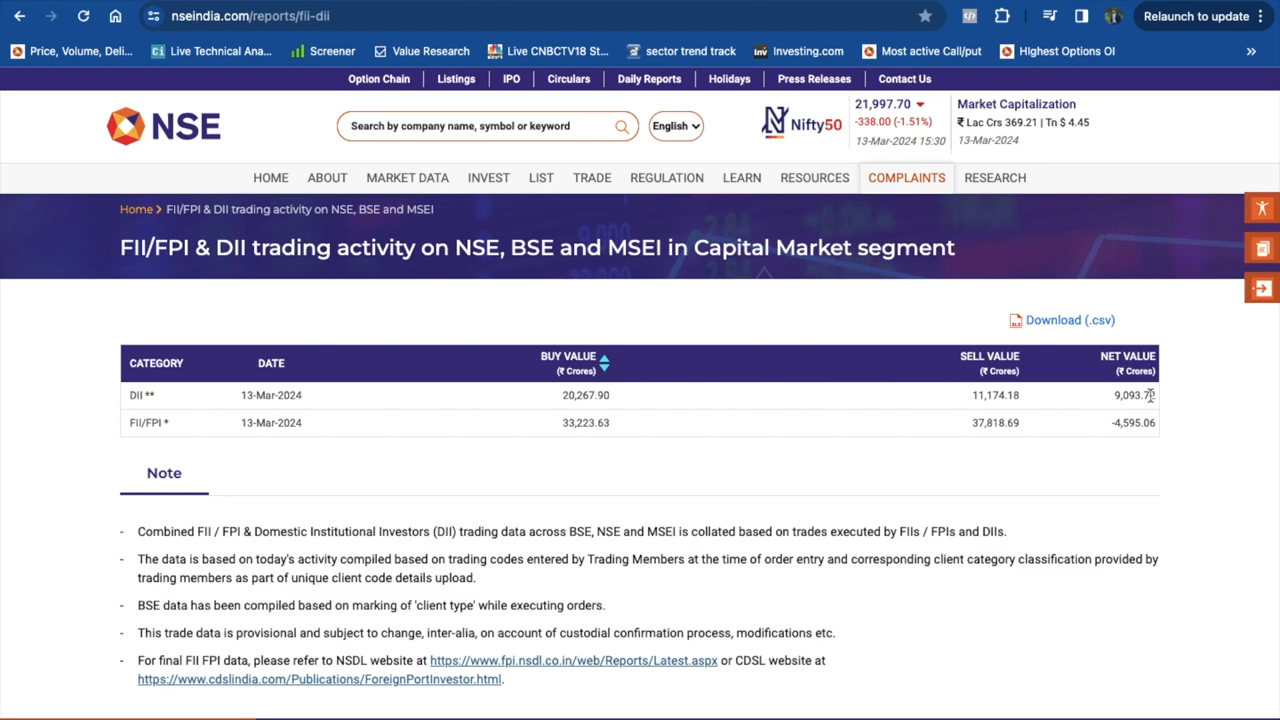 nseindia.com/reports/fii-dii
Relaunch to update
Price, Volume, Deli...
Live Technical Ana...
Screener
Value Research
Live CNBCTV18 St...
sector trend track
Investing.com
Most active Call/put
HIghest Options OI
»
Option Chain | Listings | IPO | Circulars | Daily Reports | Holidays | Press Releases | Contact Us
NSE
Search by company name, symbol or keyword
English
Nifty50
21,997.70
-338.00 (-1.51%)
13-Mar-2024 15:30
Market Capitalization
₹ Lac Crs 369.21 | Tn $ 4.45
13-Mar-2024
HOME ABOUT MARKET DATA INVEST LIST TRADE REGULATION LEARN RESOURCES COMPLAINTS RESEARCH
Home > FII/FPI & DII trading activity on NSE, BSE and MSEI
FII/FPI & DII trading activity on NSE, BSE and MSEI in Capital Market segment
Download (.csv)
CATEGORY DATE BUY VALUE (₹ Crores) SELL VALUE (₹ Crores) NET VALUE (₹ Crores)
DII ** 13-Mar-2024 20,267.90 11,174.18 9,093.72
FII/FPI * 13-Mar-2024 33,223.63 37,818.69 -4,595.06
Note
- Combined FII / FPI & Domestic Institutional Investors (DII) trading data across BSE, NSE and MSEI is collated based on trades executed by FIIs / FPIs and DIIs.
- The data is based on today's activity compiled based on trading codes entered by Trading Members at the time of order entry and corresponding client category classification provided by
trading members as part of unique client code details upload.
- BSE data has been compiled based on marking of 'client type' while executing orders.
- This trade data is provisional and subject to change, inter-alia, on account of custodial confirmation process, modifications etc.
- For final FII FPI data, please refer to NSDL website at https://www.fpi.nsdl.co.in/web/Reports/Latest.aspx or CDSL website at
https://www.cdslindia.com/Publications/ForeignPortInvestor.html.